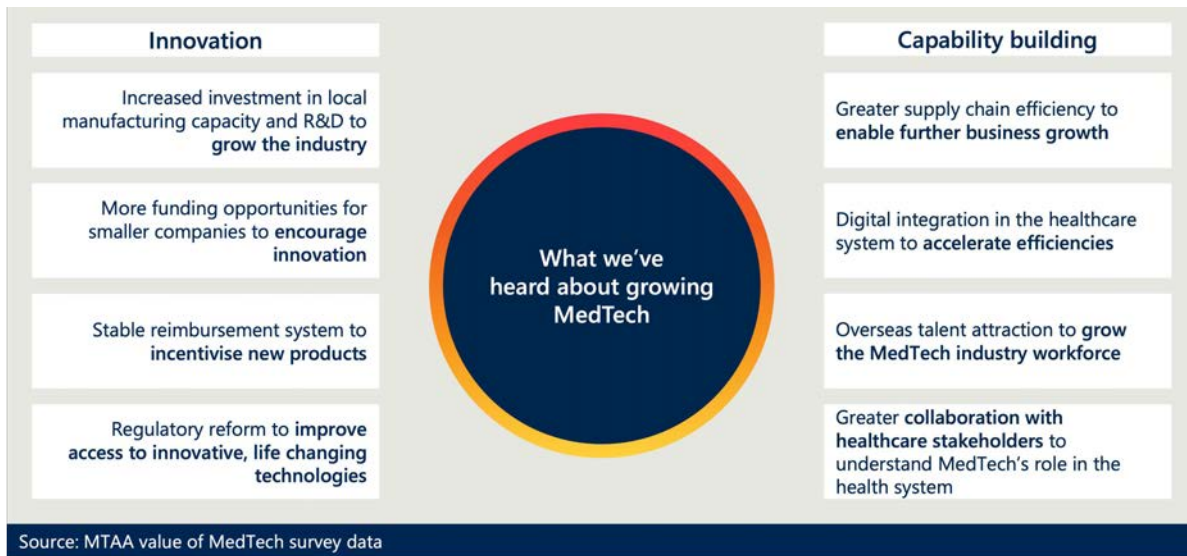 Innovation
Increased investment in local
manufacturing capacity and R&D to
grow the industry
More funding opportunities for
smaller companies to encourage
innovation
Stable reimbursement system to
incentivise new products
Regulatory reform to improve
access to innovative, life changing
technologies
What we've
heard about growing
MedTech
Capability building
Greater supply chain efficiency to
enable further business growth
Digital integration in the healthcare
system to accelerate efficiencies
Overseas talent attraction to grow
the MedTech industry workforce
Greater collaboration with
healthcare stakeholders to
understand MedTech's role in the
health system
Source: MTAA value of MedTech survey data